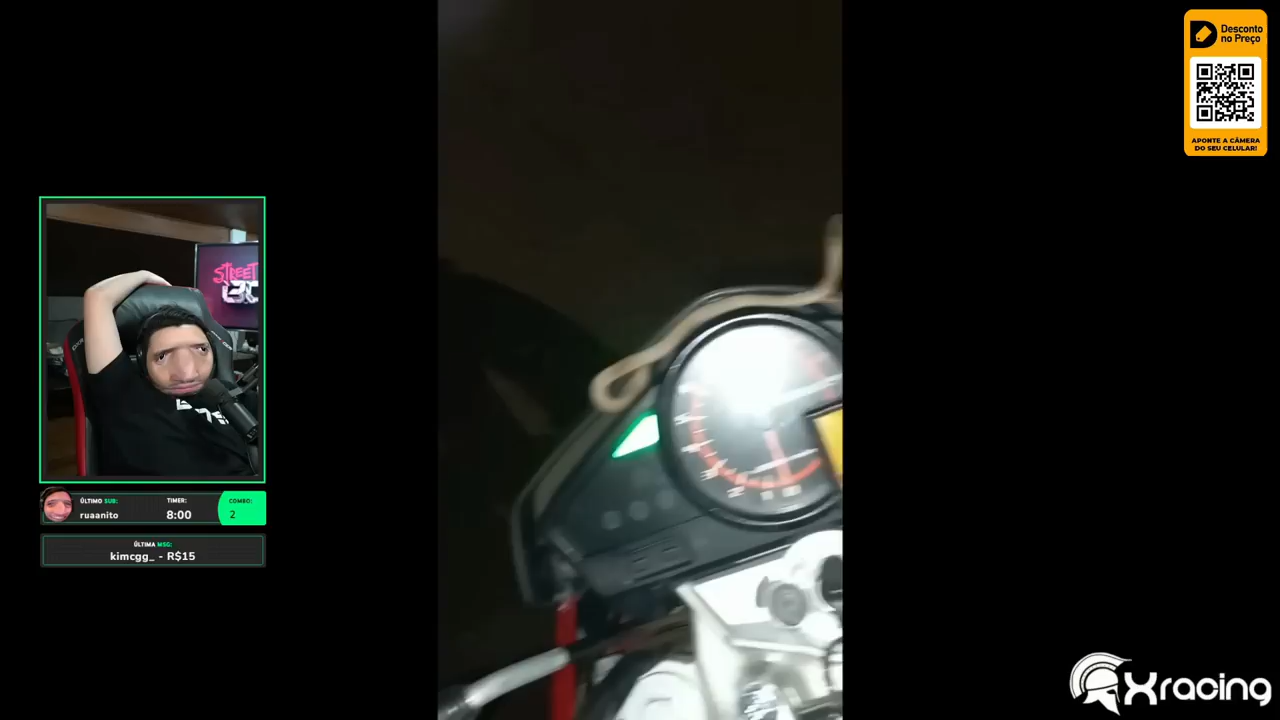 Desconto
no Preço
APONTE A CÂMERA
DO SEU CELULAR!
STREET
ÚLTIMO SUB:
ruaanito
TIMER:
8:00
COMBO:
2
ÚLTIMA MSG:
kimcgg_ - R$15
Xracing